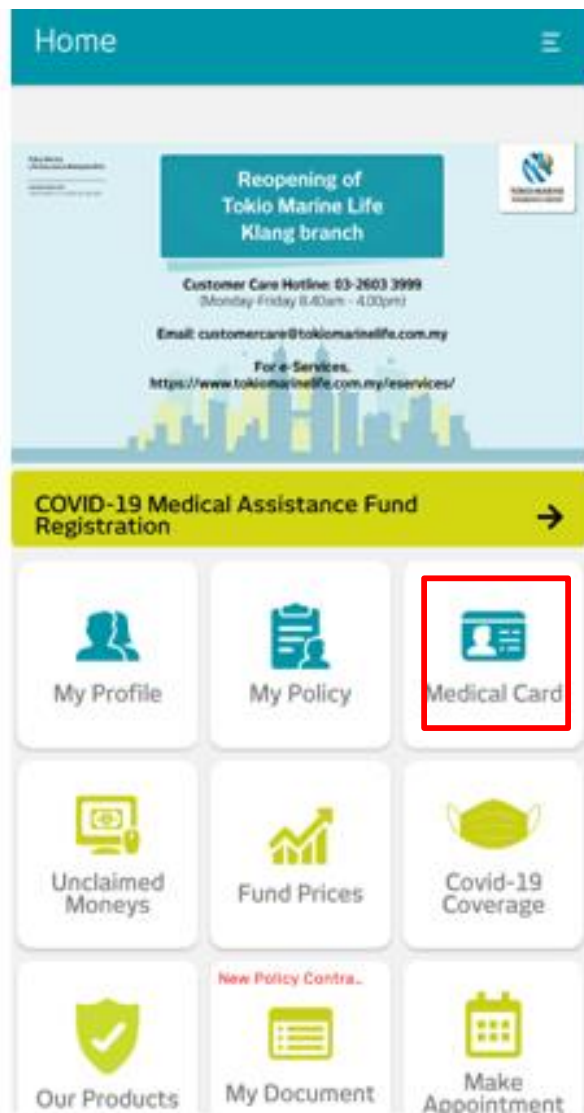 Home
Reopening of
Tokio Marine Life
Klang branch
TOKIO MARINE
Customer Care Hotline: 03-2603 3999
(Monday-Friday 8.40am - 4.00pm)
Email: customercare@tokiomarinelife.com.my
For e-Services,
https://www.tokiomarinelife.com.my/eservices/
COVID-19 Medical Assistance Fund
Registration
My Profile
My Policy
Medical Card
Unclaimed
Moneys
Fund Prices
Covid-19
Coverage
New Policy Contra..
Our Products
My Document
Make
Appointment